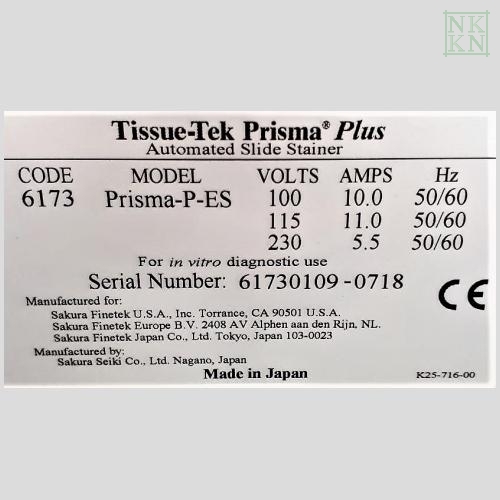 NK
KN
Tissue-Tek Prisma® Plus
Automated Slide Stainer
CODE MODEL VOLTS AMPS Hz
6173 Prisma-P-ES 100 10.0 50/60
115 11.0 50/60
230 5.5 50/60
For in vitro diagnostic use
Serial Number: 61730109-0718
CE
Manufactured for:
Sakura Finetek U.S.A., Inc. Torrance, CA 90501 U.S.A.
Sakura Finetek Europe B.V. 2408 AV Alphen aan den Rijn, NL.
Sakura Finetek Japan Co., Ltd. Tokyo, Japan 103-0023
Manufactured by:
Sakura Seiki Co., Ltd. Nagano, Japan
Made in Japan K25-716-00